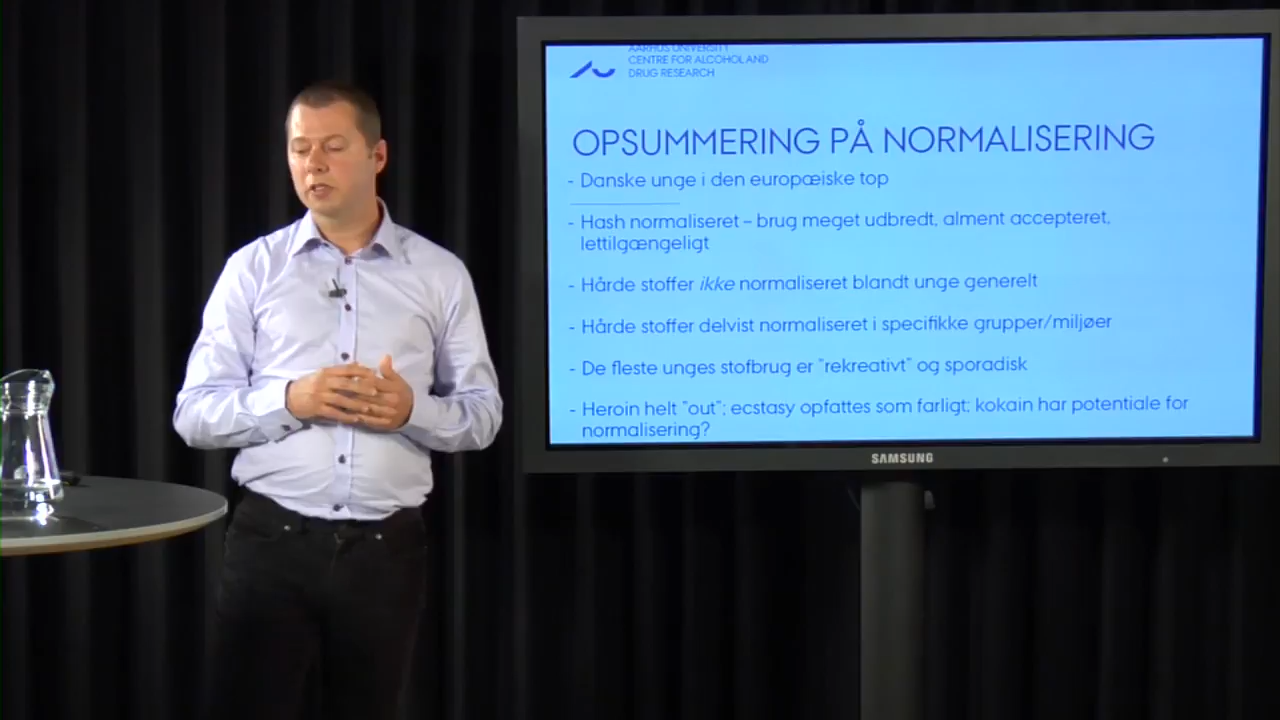 AARHUS UNIVERSITY
CENTRE FOR ALCOHOL AND
DRUG RESEARCH
OPSUMMERING PÅ NORMALISERING
- Danske unge i den europæiske top
- Hash normaliseret – brug meget udbredt, alment accepteret,
lettilgængeligt
- Hårde stoffer ikke normaliseret blandt unge generelt
- Hårde stoffer delvist normaliseret i specifikke grupper/miljøer
- De fleste unges stofbrug er "rekreativt" og sporadisk
- Heroin helt "out"; ecstasy opfattes som farligt; kokain har potentiale for
normalisering?
SAMSUNG